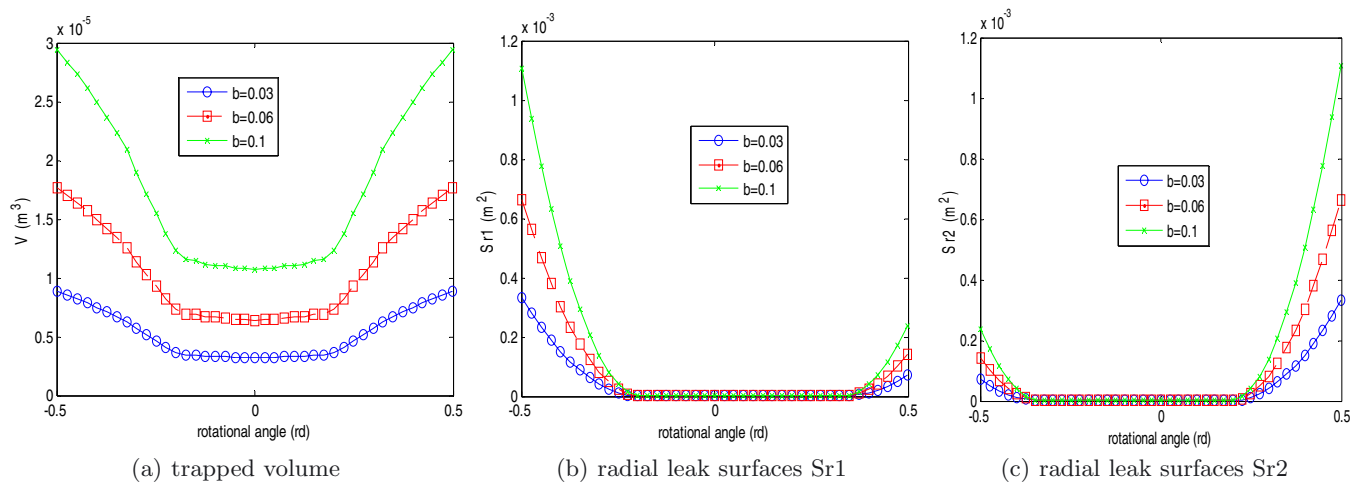 x 10^-5
3
2.5
2
1.5
1
0.5
0
V (m^3)
-0.5 0 0.5
rotational angle (rd)
b=0.03
b=0.06
b=0.1
(a) trapped volume
x 10^-3
1.2
1
0.8
0.6
0.4
0.2
0
S r1 (m^2)
-0.5 0 0.5
rotational angle (rd)
b=0.03
b=0.06
b=0.1
(b) radial leak surfaces Sr1
x 10^-3
1.2
1
0.8
0.6
0.4
0.2
0
S r2 (m^2)
-0.5 0 0.5
rotational angle (rd)
b=0.03
b=0.06
b=0.1
(c) radial leak surfaces Sr2